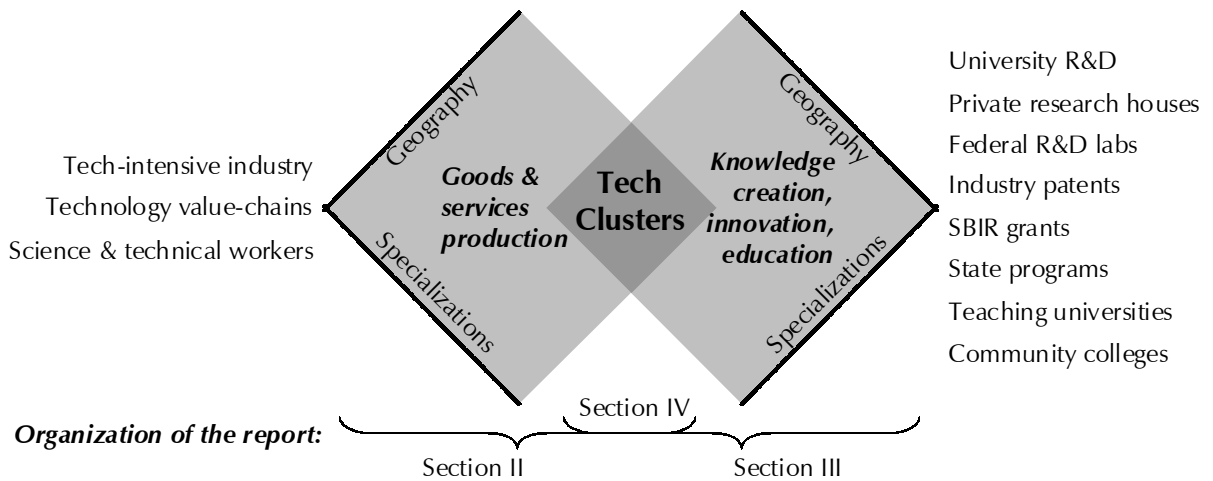 Tech-intensive industry
Technology value-chains
Science & technical workers
Geography
Specializations
Goods &
services
production
Tech
Clusters
Knowledge
creation,
innovation,
education
Geography
Specializations
University R&D
Private research houses
Federal R&D labs
Industry patents
SBIR grants
State programs
Teaching universities
Community colleges
Organization of the report:
Section IV
Section II
Section III